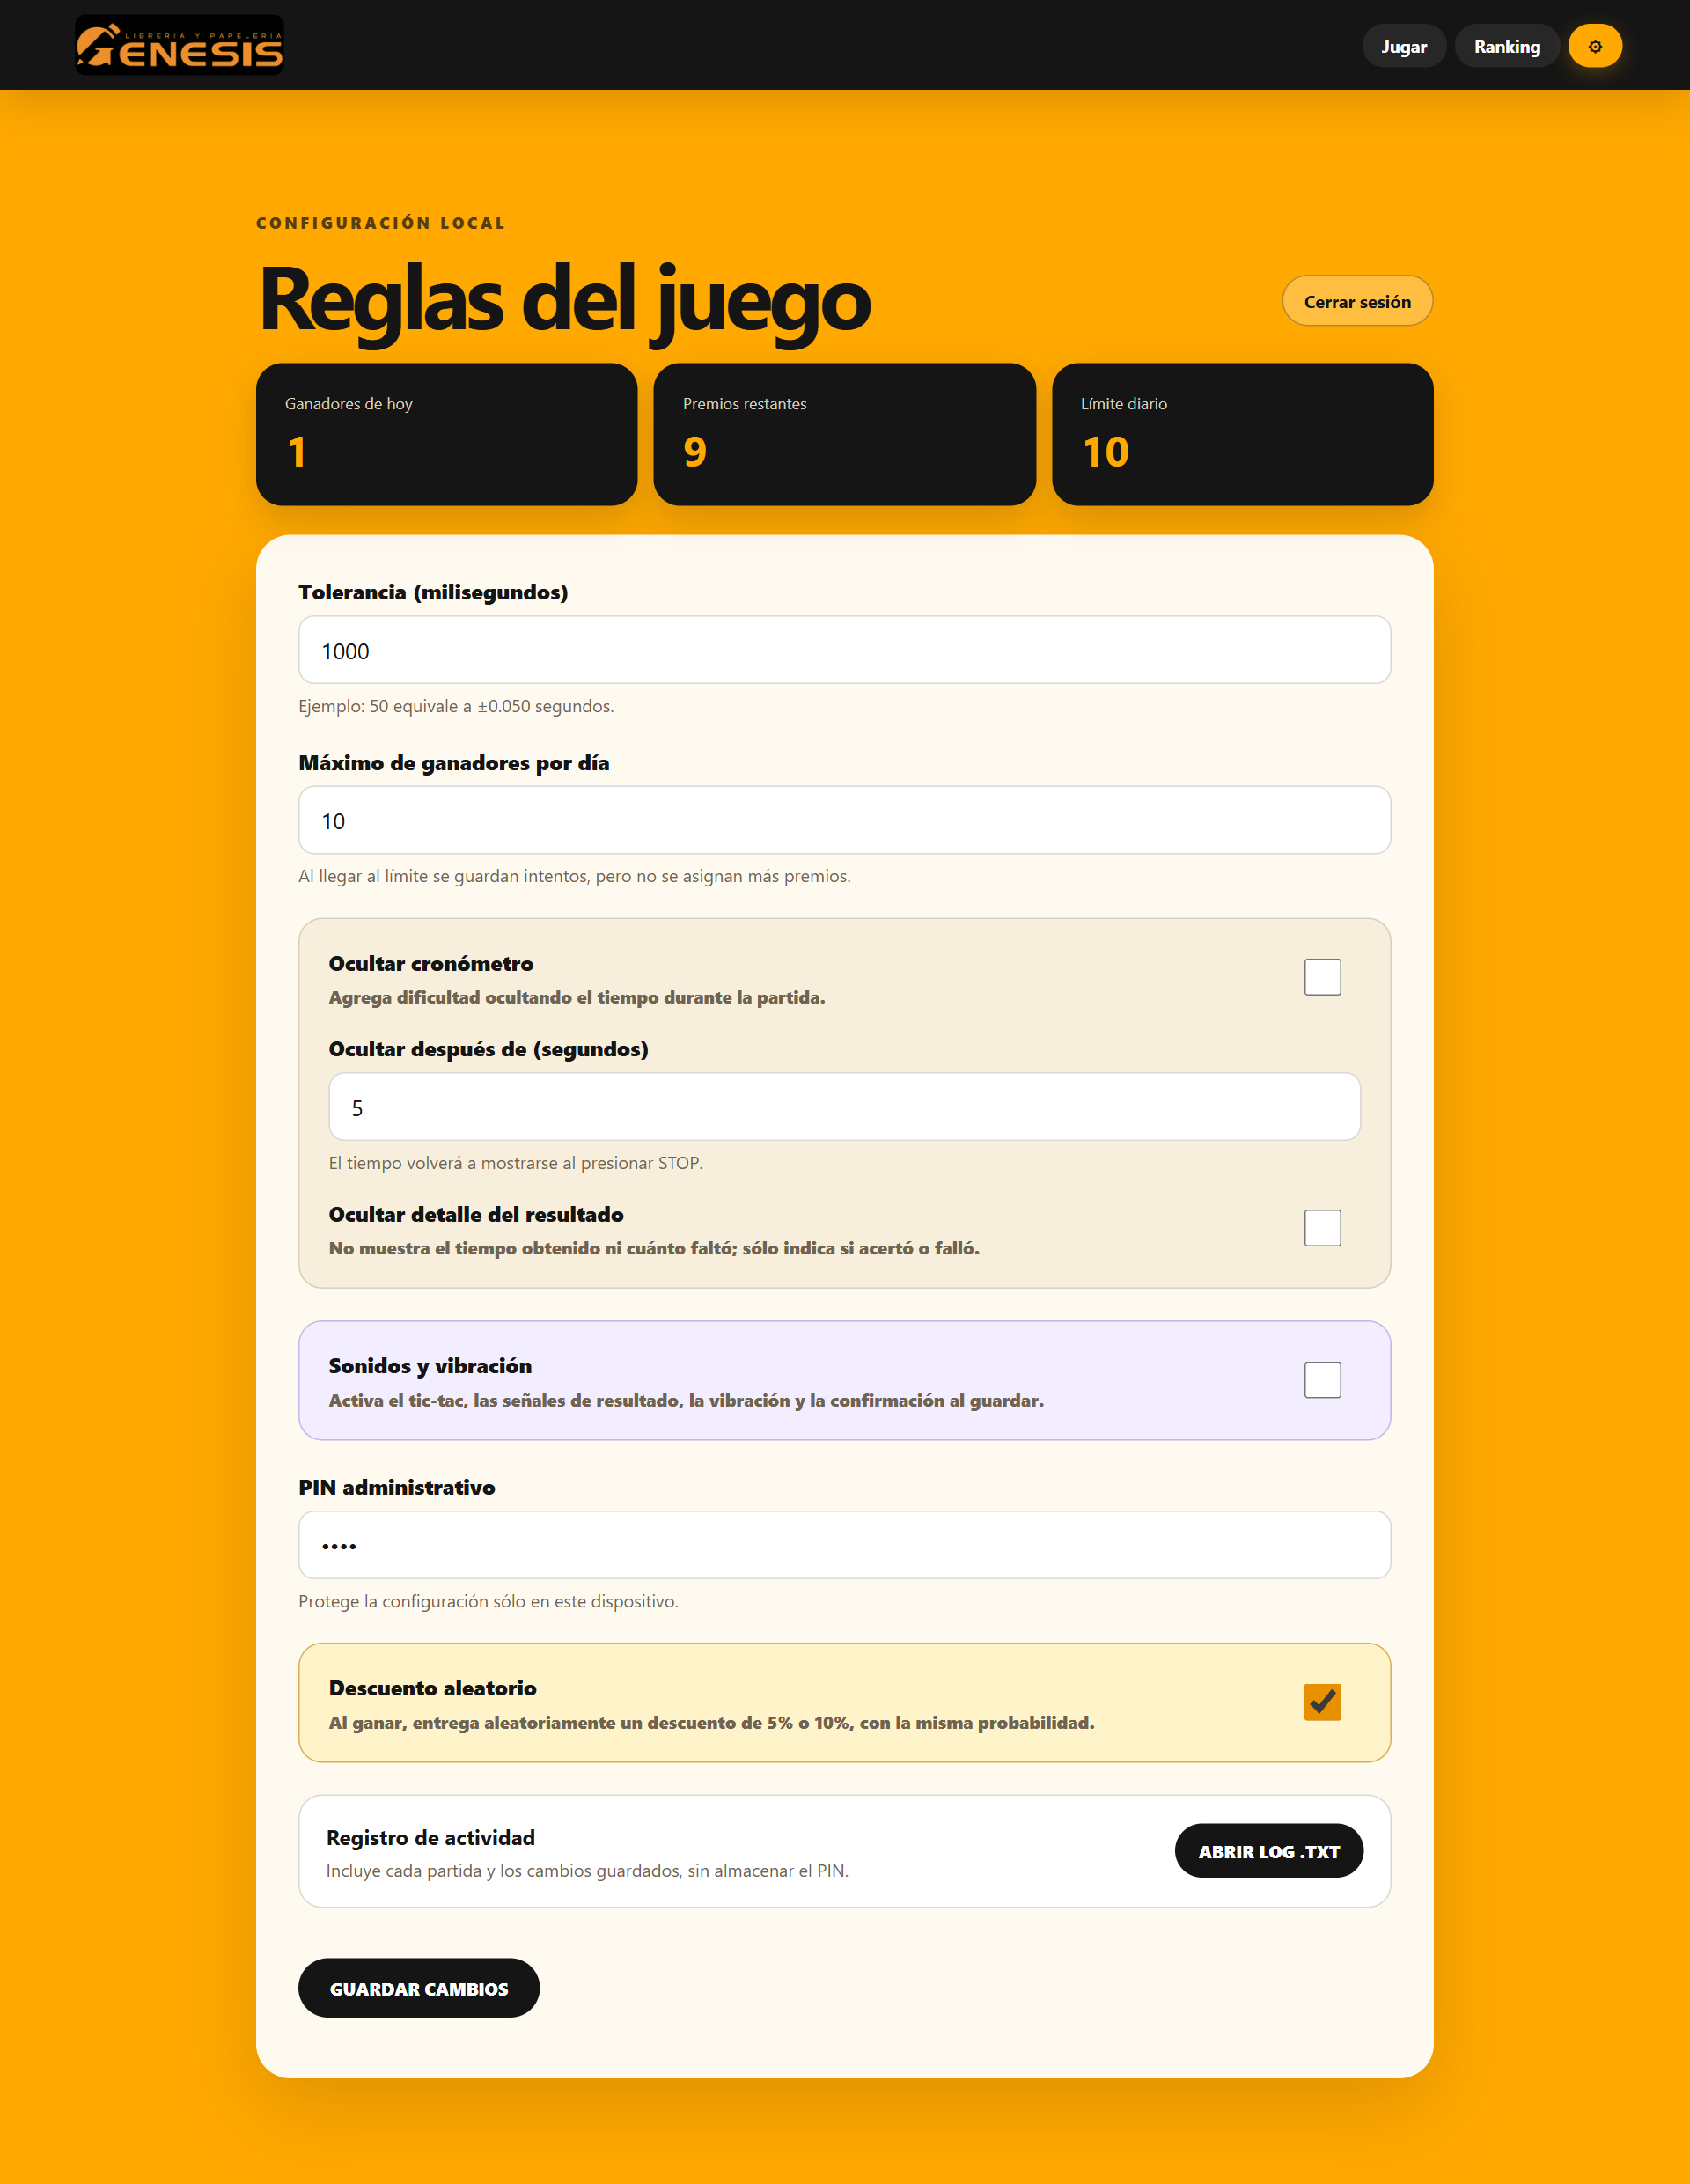 LIBRERÍA Y PAPELERÍA
GENESIS
Jugar
Ranking
CONFIGURACIÓN LOCAL
Reglas del juego
Cerrar sesión
Ganadores de hoy
1
Premios restantes
9
Límite diario
10
Tolerancia (milisegundos)
1000
Ejemplo: 50 equivale a ±0.050 segundos.
Máximo de ganadores por día
10
Al llegar al límite se guardan intentos, pero no se asignan más premios.
Ocultar cronómetro
Agrega dificultad ocultando el tiempo durante la partida.
Ocultar después de (segundos)
5
El tiempo volverá a mostrarse al presionar STOP.
Ocultar detalle del resultado
No muestra el tiempo obtenido ni cuánto faltó; sólo indica si acertó o falló.
Sonidos y vibración
Activa el tic-tac, las señales de resultado, la vibración y la confirmación al guardar.
PIN administrativo
••••
Protege la configuración sólo en este dispositivo.
Descuento aleatorio
Al ganar, entrega aleatoriamente un descuento de 5% o 10%, con la misma probabilidad.
Registro de actividad
Incluye cada partida y los cambios guardados, sin almacenar el PIN.
ABRIR LOG .TXT
GUARDAR CAMBIOS